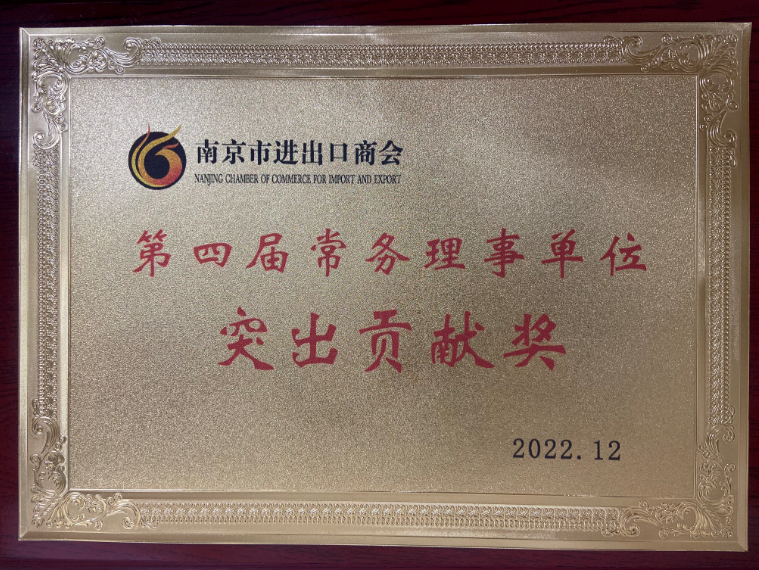 南京市进出口商会
NANJING CHAMBER OF COMMERCE FOR IMPORT AND EXPORT
第四届常务理事单位
突出贡献奖
2022.12